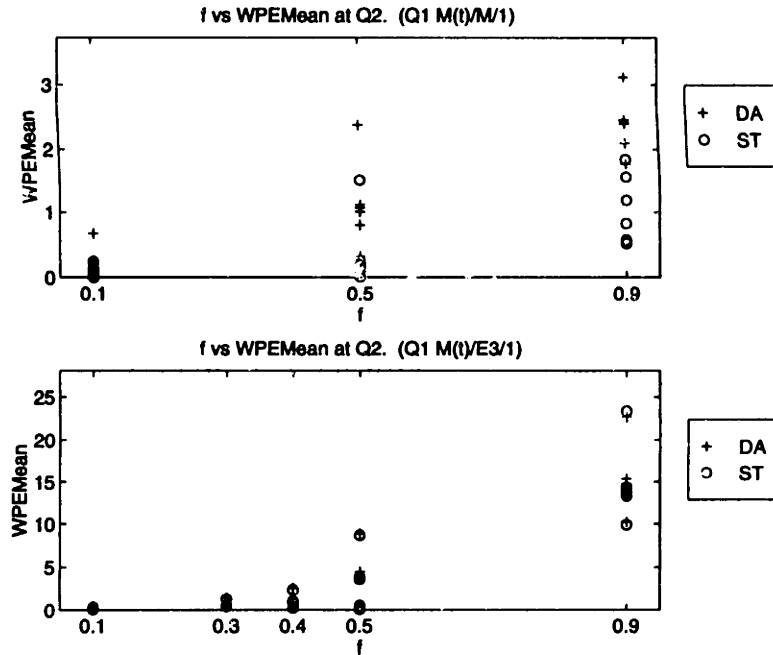 f vs WPEMean at Q2. (Q1 M(t)/M/1)
3
2
1
0
WPEMean
0.1
0.5
0.9
f
+ DA
o ST
f vs WPEMean at Q2. (Q1 M(t)/E3/1)
25
20
15
10
5
0
WPEMean
0.1
0.3
0.4
0.5
0.9
f
+ DA
o ST